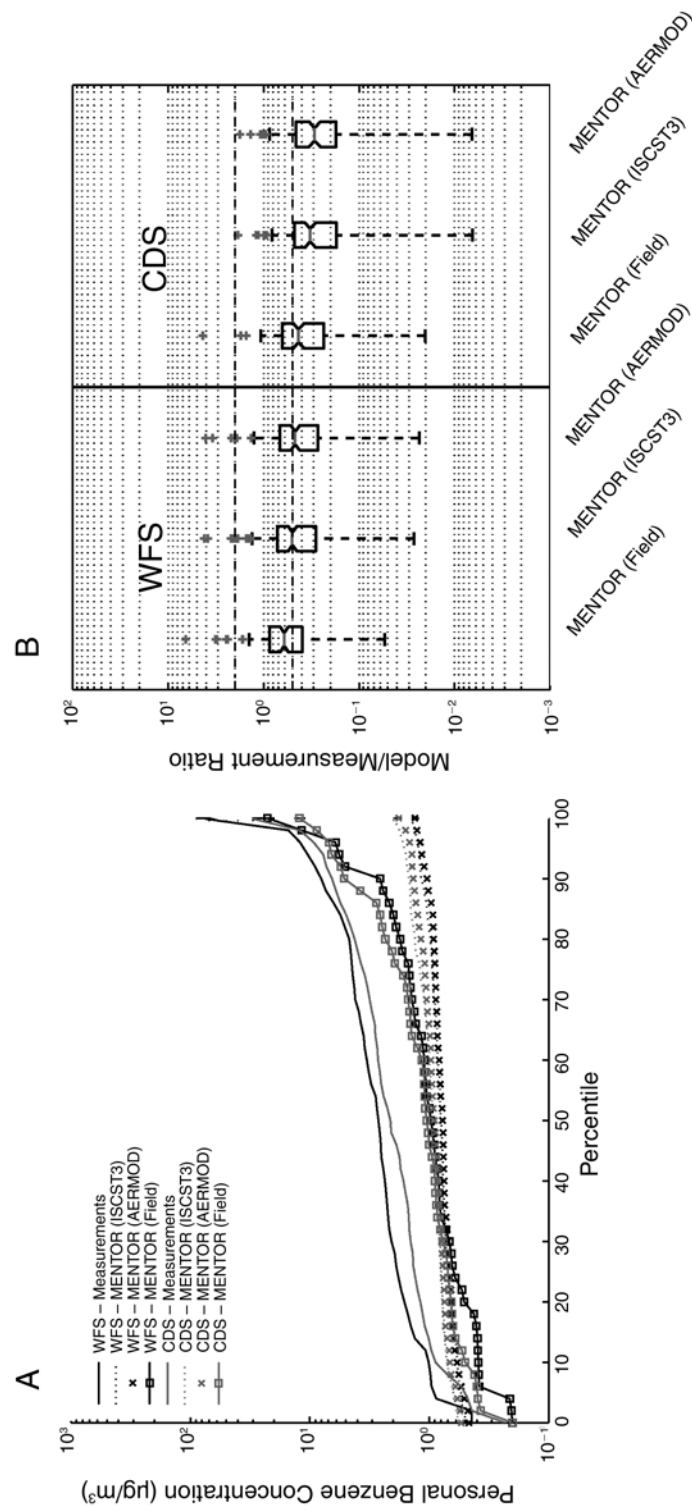 A
10³
10²
10¹
10⁰
10⁻¹
Personal Benzene Concentration (µg/m³)
WFS – Measurements
WFS – MENTOR (ISCST3)
WFS – MENTOR (AERMOD)
WFS – MENTOR (Field)
CDS – Measurements
CDS – MENTOR (ISCST3)
CDS – MENTOR (AERMOD)
CDS – MENTOR (Field)
0 10 20 30 40 50 60 70 80 90 100
Percentile
B
10²
10¹
10⁰
10⁻¹
10⁻²
10⁻³
Model/Measurement Ratio
WFS
CDS
MENTOR (Field)
MENTOR (ISCST3)
MENTOR (AERMOD)
MENTOR (Field)
MENTOR (ISCST3)
MENTOR (AERMOD)